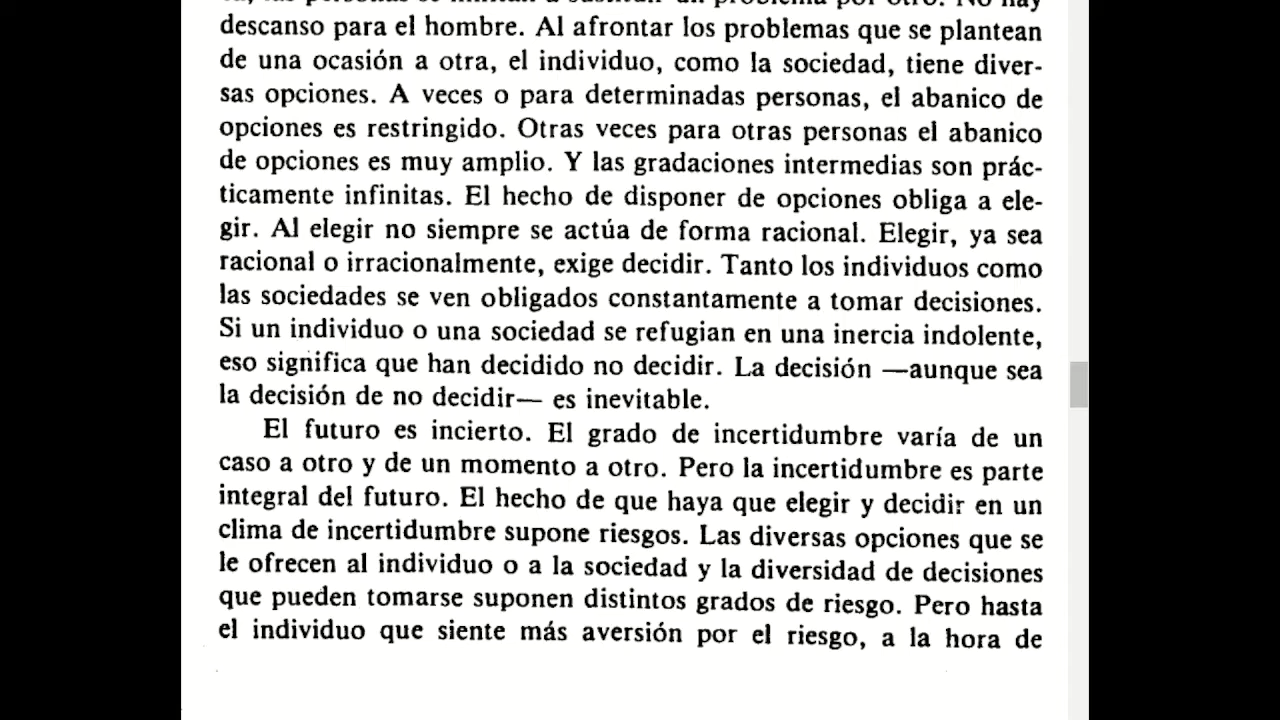 descanso para el hombre. Al afrontar los problemas que se plantean
de una ocasión a otra, el individuo, como la sociedad, tiene diver-
sas opciones. A veces o para determinadas personas, el abanico de
opciones es restringido. Otras veces para otras personas el abanico
de opciones es muy amplio. Y las gradaciones intermedias son prác-
ticamente infinitas. El hecho de disponer de opciones obliga a ele-
gir. Al elegir no siempre se actúa de forma racional. Elegir, ya sea
racional o irracionalmente, exige decidir. Tanto los individuos como
las sociedades se ven obligados constantemente a tomar decisiones.
Si un individuo o una sociedad se refugian en una inercia indolente,
eso significa que han decidido no decidir. La decisión —aunque sea
la decisión de no decidir— es inevitable.
El futuro es incierto. El grado de incertidumbre varía de un
caso a otro y de un momento a otro. Pero la incertidumbre es parte
integral del futuro. El hecho de que haya que elegir y decidir en un
clima de incertidumbre supone riesgos. Las diversas opciones que se
le ofrecen al individuo o a la sociedad y la diversidad de decisiones
que pueden tomarse suponen distintos grados de riesgo. Pero hasta
el individuo que siente más aversión por el riesgo, a la hora de